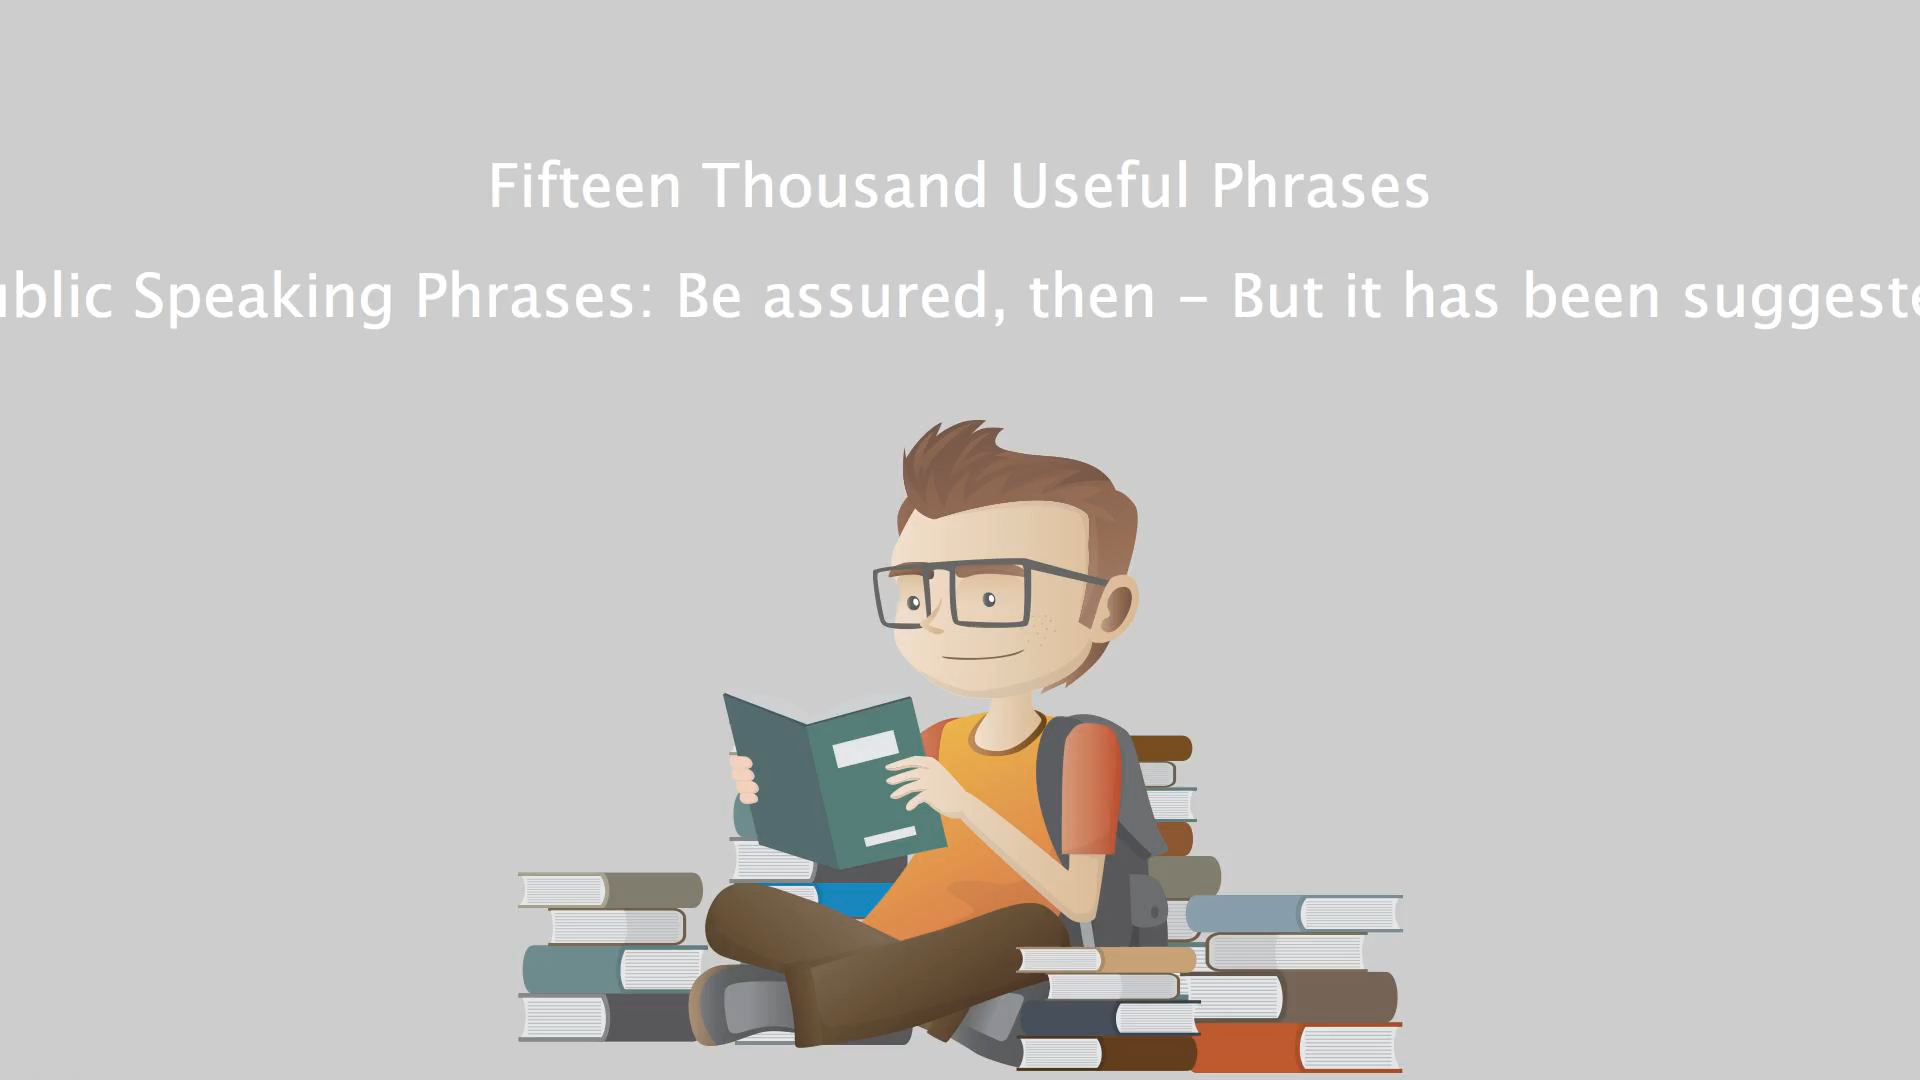 Fifteen Thousand Useful Phrases
ublic Speaking Phrases: Be assured, then – But it has been suggeste